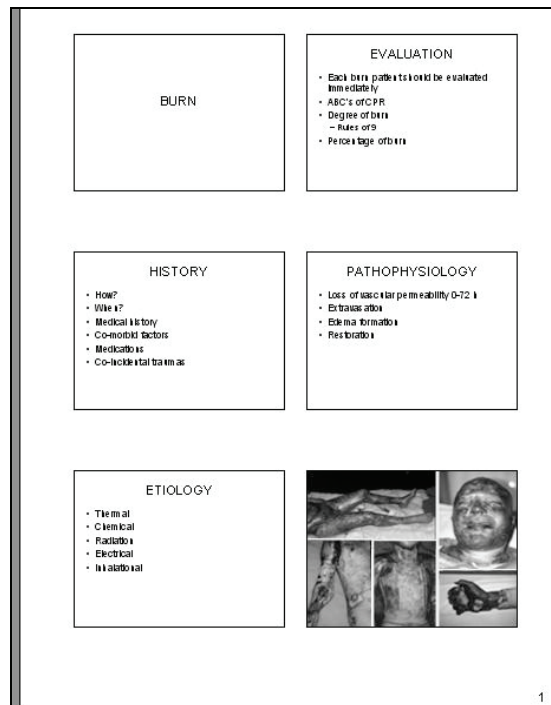 BURN
EVALUATION
• Each burn patient should be evaluated
immediately
• ABC's of CPR
• Degree of burn
– Rules of 9
• Percentage of burn
HISTORY
• How?
• When?
• Medical history
• Co-morbid factors
• Medications
• Co-incidental traumas
PATHOPHYSIOLOGY
• Loss of vascular permeability 0-72 h
• Extravasation
• Edema formation
• Restoration
ETIOLOGY
• Thermal
• Chemical
• Radiation
• Electrical
• Inhalational
1